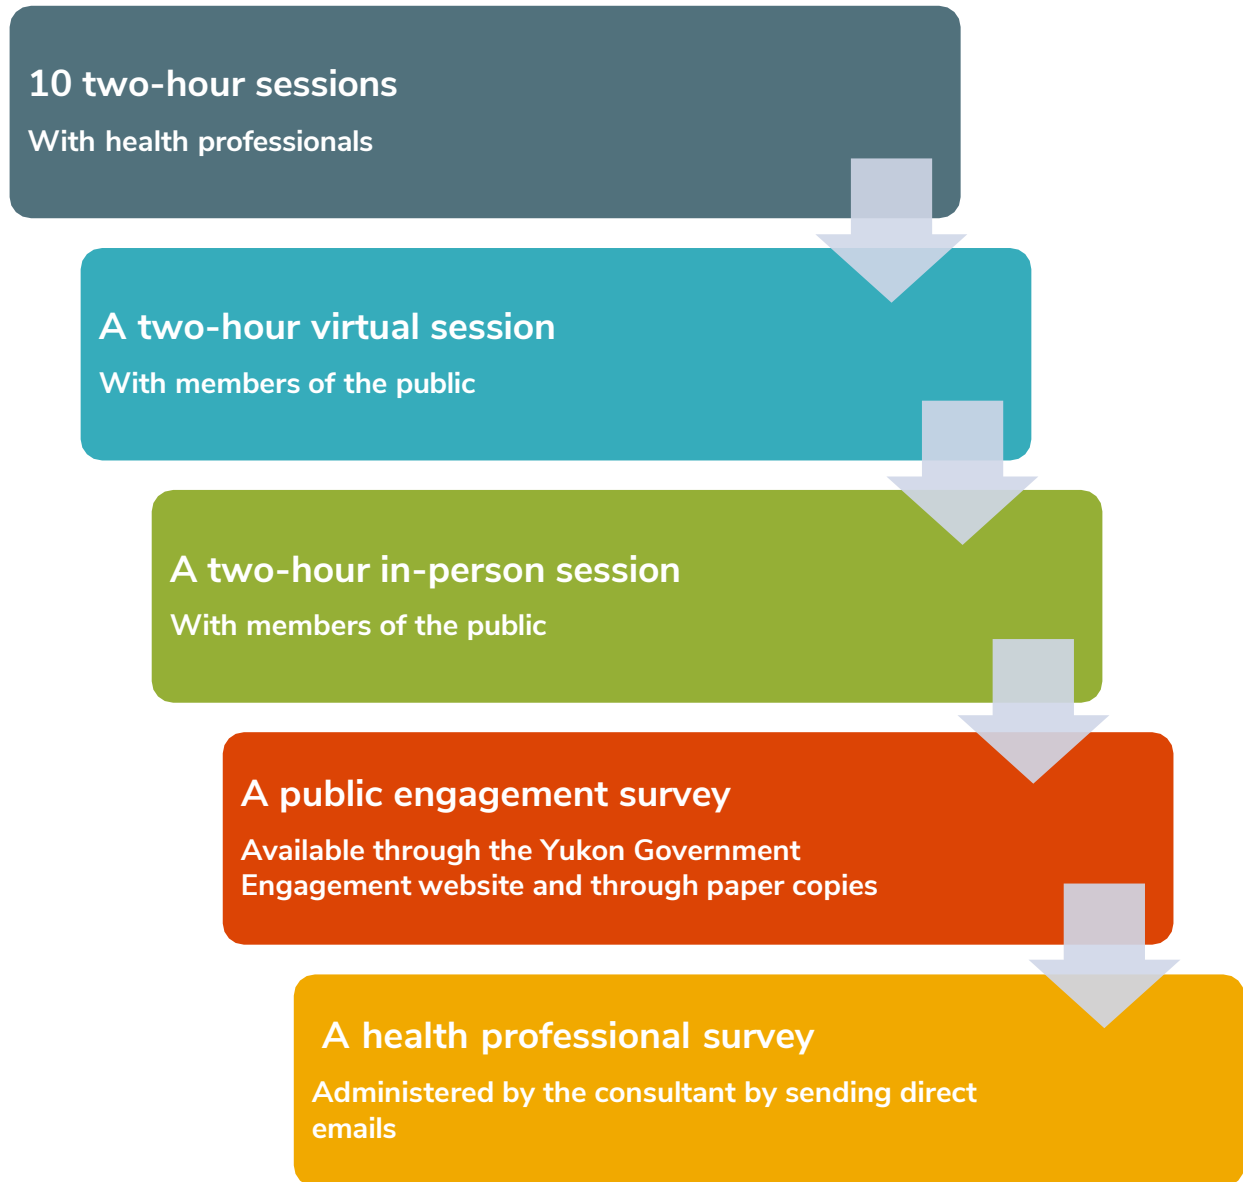 10 two-hour sessions
With health professionals
A two-hour virtual session
With members of the public
A two-hour in-person session
With members of the public
A public engagement survey
Available through the Yukon Government
Engagement website and through paper copies
A health professional survey
Administered by the consultant by sending direct
emails